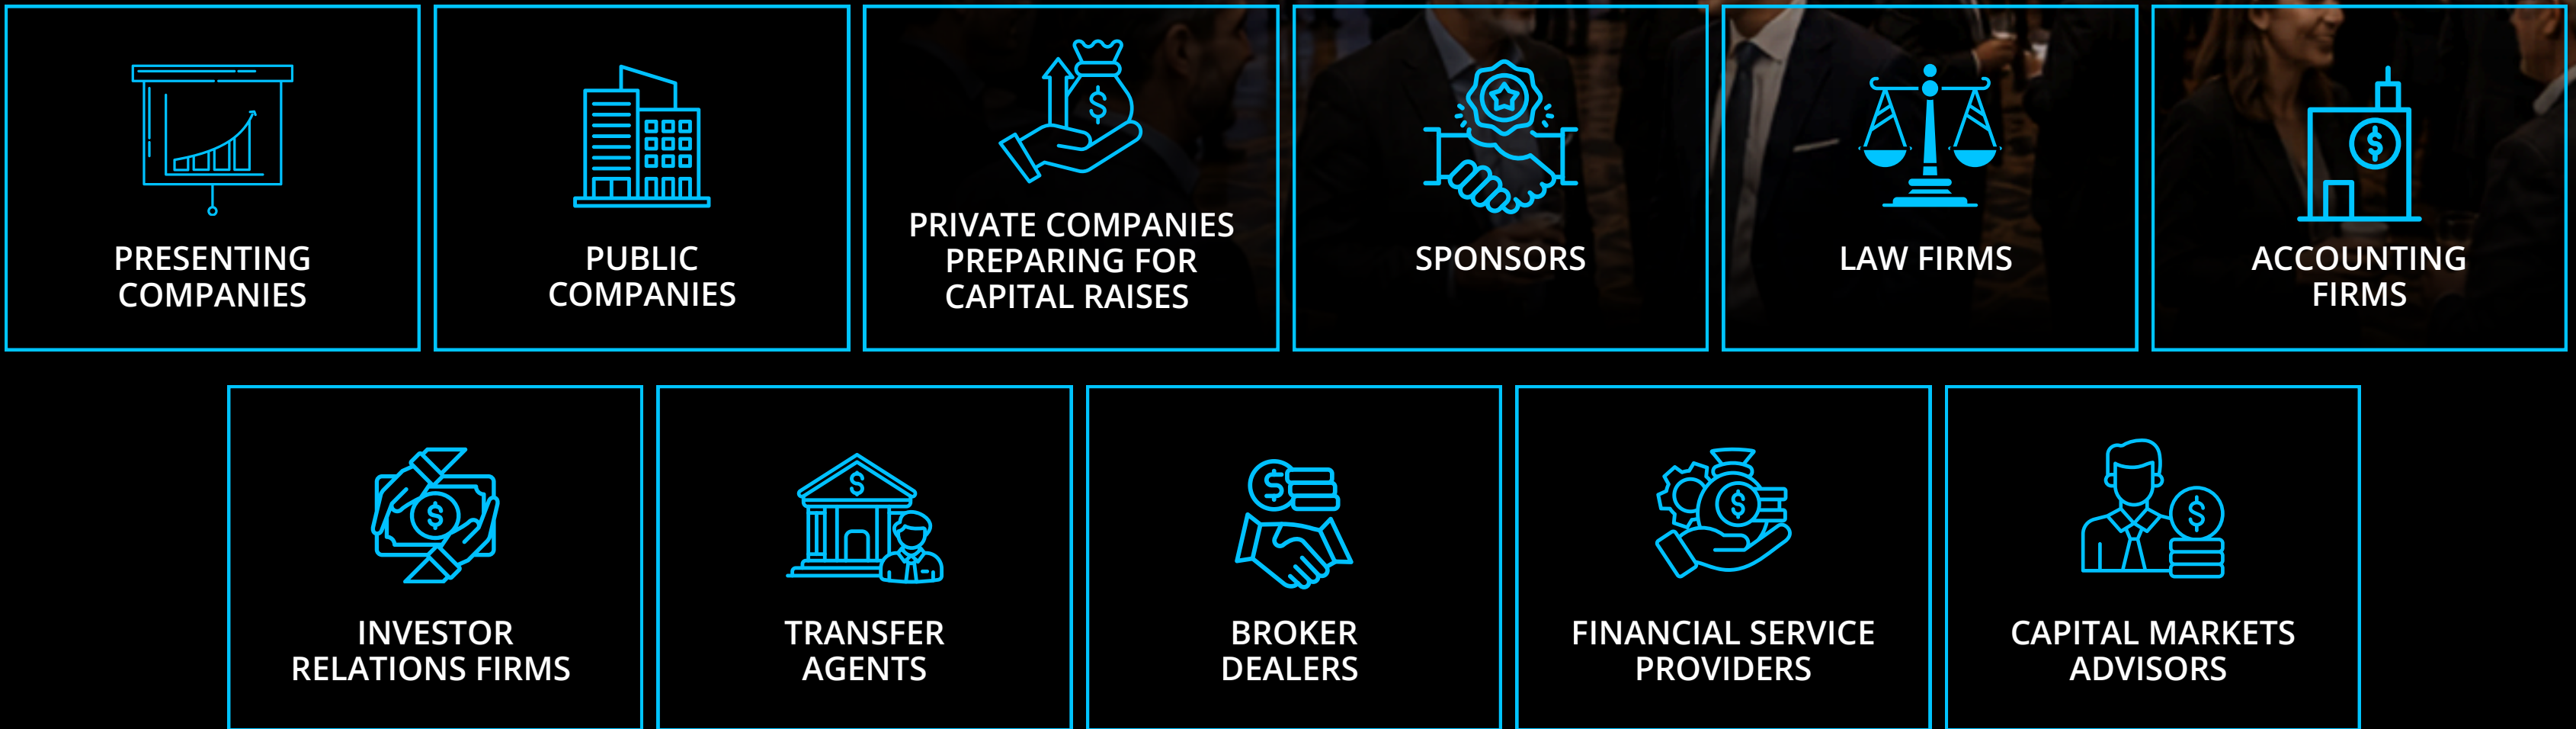 PRESENTING
COMPANIES
PUBLIC
COMPANIES
PRIVATE COMPANIES
PREPARING FOR
CAPITAL RAISES
SPONSORS
LAW FIRMS
ACCOUNTING
FIRMS
INVESTOR
RELATIONS FIRMS
TRANSFER
AGENTS
BROKER
DEALERS
FINANCIAL SERVICE
PROVIDERS
CAPITAL MARKETS
ADVISORS